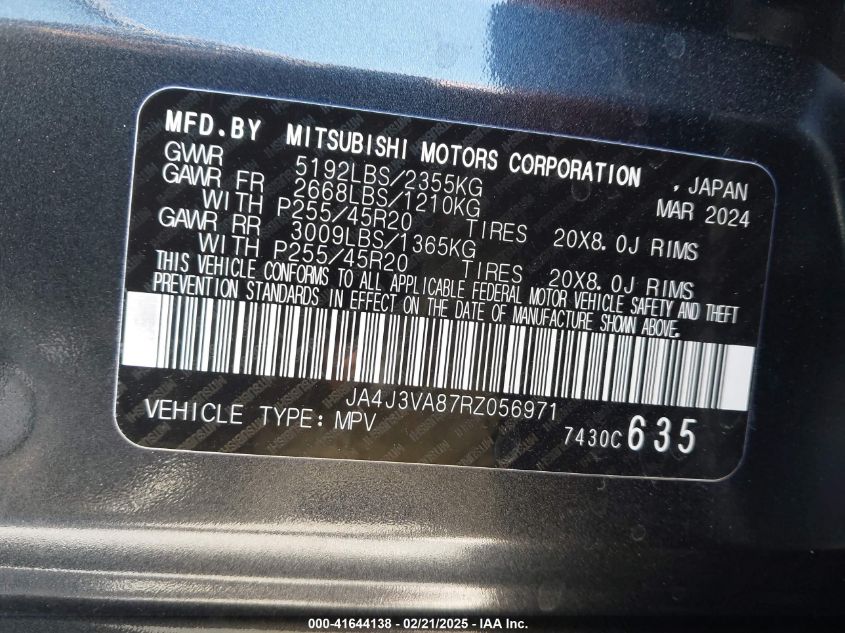 MFD.BY MITSUBISHI MOTORS CORPORATION , JAPAN
GVWR 5192LBS/2355KG MAR 2024
GAWR FR 2668LBS/1210KG
WITH P255/45R20 TIRES 20X8.0J RIMS
GAWR RR 3009LBS/1365KG
WITH P255/45R20 TIRES 20X8.0J RIMS
THIS VEHICLE CONFORMS TO ALL APPLICABLE FEDERAL MOTOR VEHICLE SAFETY AND THEFT
PREVENTION STANDARDS IN EFFECT ON THE DATE OF MANUFACTURE SHOWN ABOVE.
JA4J3VA87RZ056971
VEHICLE TYPE: MPV 7430C 635
000-41644138 - 02/21/2025 - IAA Inc.